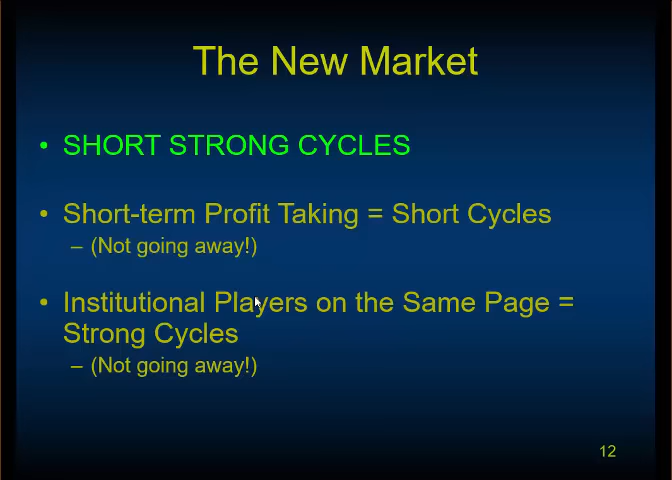 The New Market
• SHORT STRONG CYCLES
• Short-term Profit Taking = Short Cycles
– (Not going away!)
• Institutional Players on the Same Page =
Strong Cycles
– (Not going away!)
12